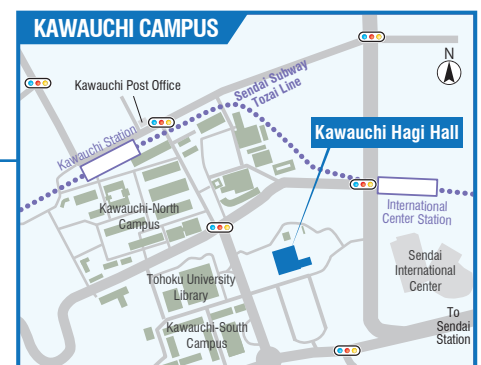 KAWAUCHI CAMPUS
N
Kawauchi Post Office
Sendai Subway
Tozai Line
Kawauchi Station
Kawauchi Hagi Hall
Kawauchi-North
Campus
International
Center Station
Sendai
International
Center
Tohoku University
Library
To
Sendai
Station
Kawauchi-South
Campus